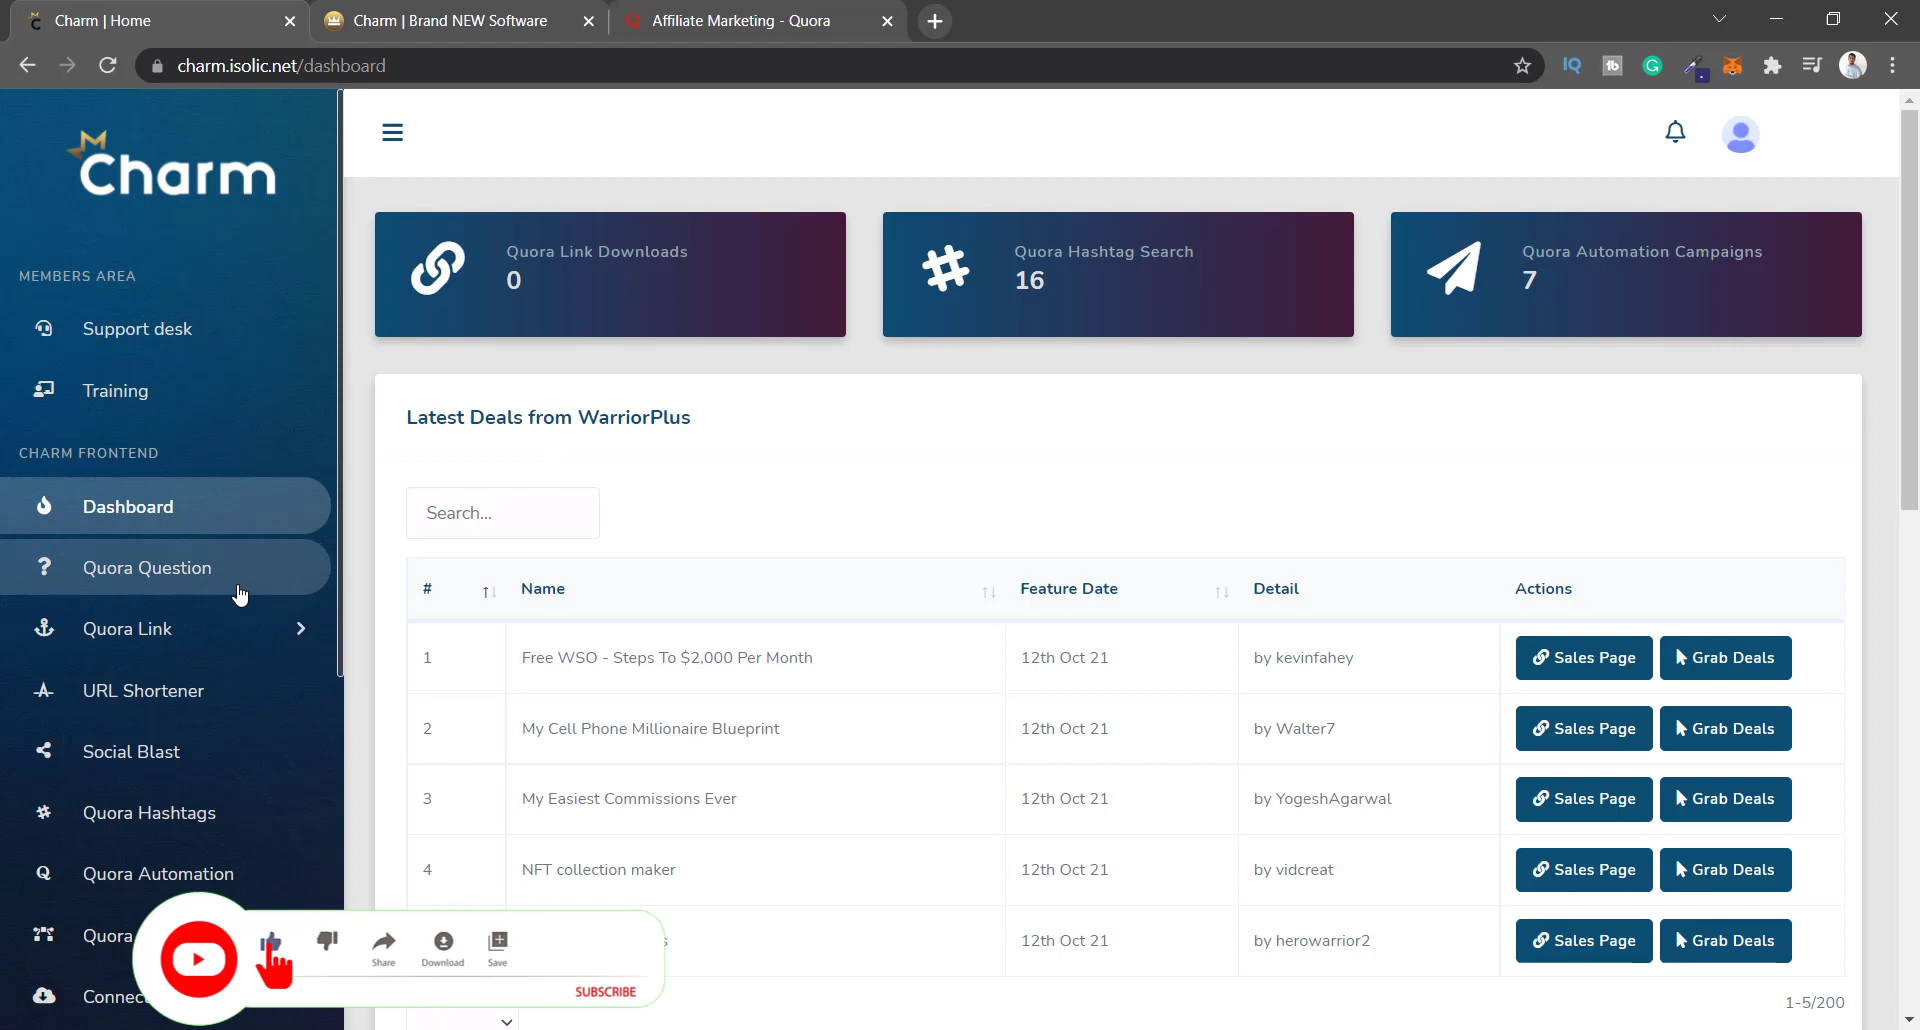 Charm | Home
Charm | Brand NEW Software
Affiliate Marketing - Quora
charm.isolic.net/dashboard
Charm
MEMBERS AREA
Support desk
Training
CHARM FRONTEND
Dashboard
Quora Question
Quora Link
URL Shortener
Social Blast
Quora Hashtags
Quora Automation
Quora
Quora Link Downloads
0
Quora Hashtag Search
16
Quora Automation Campaigns
7
Latest Deals from WarriorPlus
Search...
# Name Feature Date Detail Actions
1 Free WSO - Steps To $2,000 Per Month 12th Oct 21 by kevinfahey Sales Page Grab Deals
2 My Cell Phone Millionaire Blueprint 12th Oct 21 by Walter7 Sales Page Grab Deals
3 My Easiest Commissions Ever 12th Oct 21 by YogeshAgarwal Sales Page Grab Deals
4 NFT collection maker 12th Oct 21 by vidcreat Sales Page Grab Deals
12th Oct 21 by herowarrior2 Sales Page Grab Deals
1-5/200
Share Download Save
SUBSCRIBE